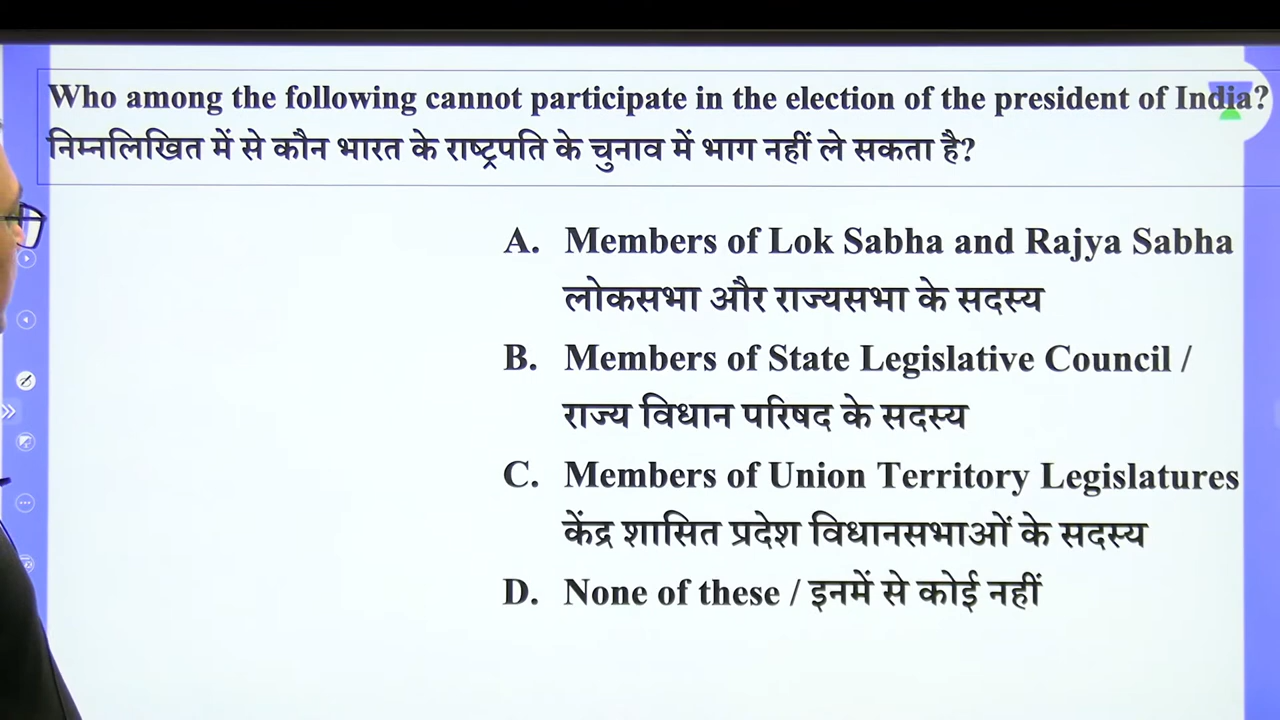 Who among the following cannot participate in the election of the president of India?
निम्नलिखित में से कौन भारत के राष्ट्रपति के चुनाव में भाग नहीं ले सकता है?
A. Members of Lok Sabha and Rajya Sabha
लोकसभा और राज्यसभा के सदस्य
B. Members of State Legislative Council /
राज्य विधान परिषद के सदस्य
C. Members of Union Territory Legislatures
केंद्र शासित प्रदेश विधानसभाओं के सदस्य
D. None of these / इनमें से कोई नहीं